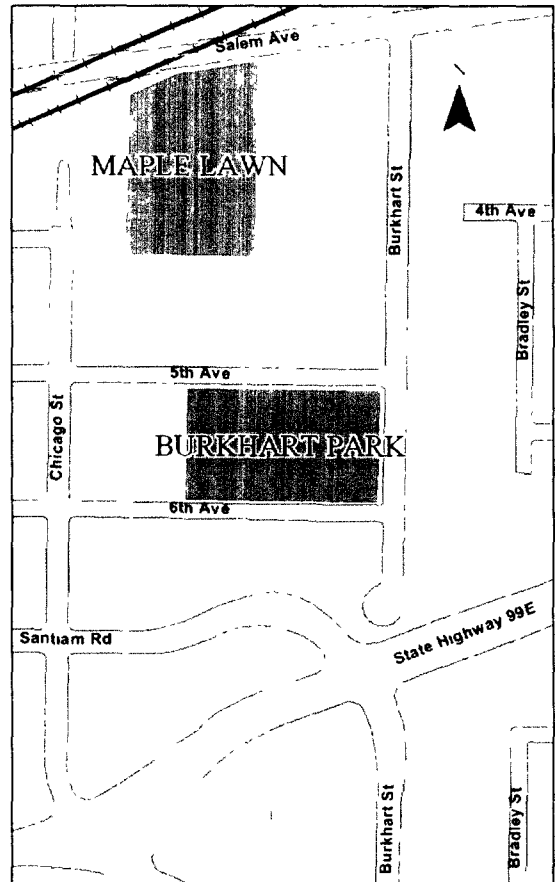 Salem Ave
MAPLE LAWN
Burkhart St
4th Ave
Bradley St
5th Ave
Chicago St
BURKHART PARK
6th Ave
Santiam Rd
State Highway 99E
Burkhart St
Bradley St